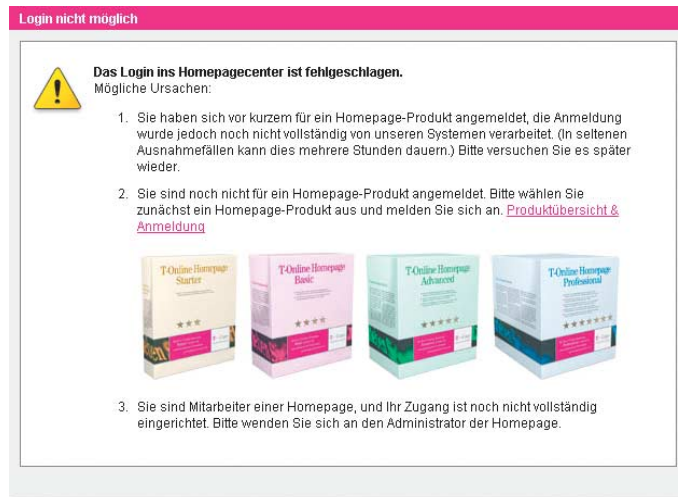 Login nicht möglich
Das Login ins Homepagecenter ist fehlgeschlagen.
Mögliche Ursachen:
1. Sie haben sich vor kurzem für ein Homepage-Produkt angemeldet, die Anmeldung
wurde jedoch noch nicht vollständig von unseren Systemen verarbeitet. (In seltenen
Ausnahmefällen kann dies mehrere Stunden dauern.) Bitte versuchen Sie es später
wieder.
2. Sie sind noch nicht für ein Homepage-Produkt angemeldet. Bitte wählen Sie
zunächst ein Homepage-Produkt aus und melden Sie sich an. Produktübersicht &
Anmeldung
T-Online Homepage
Starter
T-Online Homepage
Basic
T-Online Homepage
Advanced
T-Online Homepage
Professional
3. Sie sind Mitarbeiter einer Homepage, und Ihr Zugang ist noch nicht vollständig
eingerichtet. Bitte wenden Sie sich an den Administrator der Homepage.